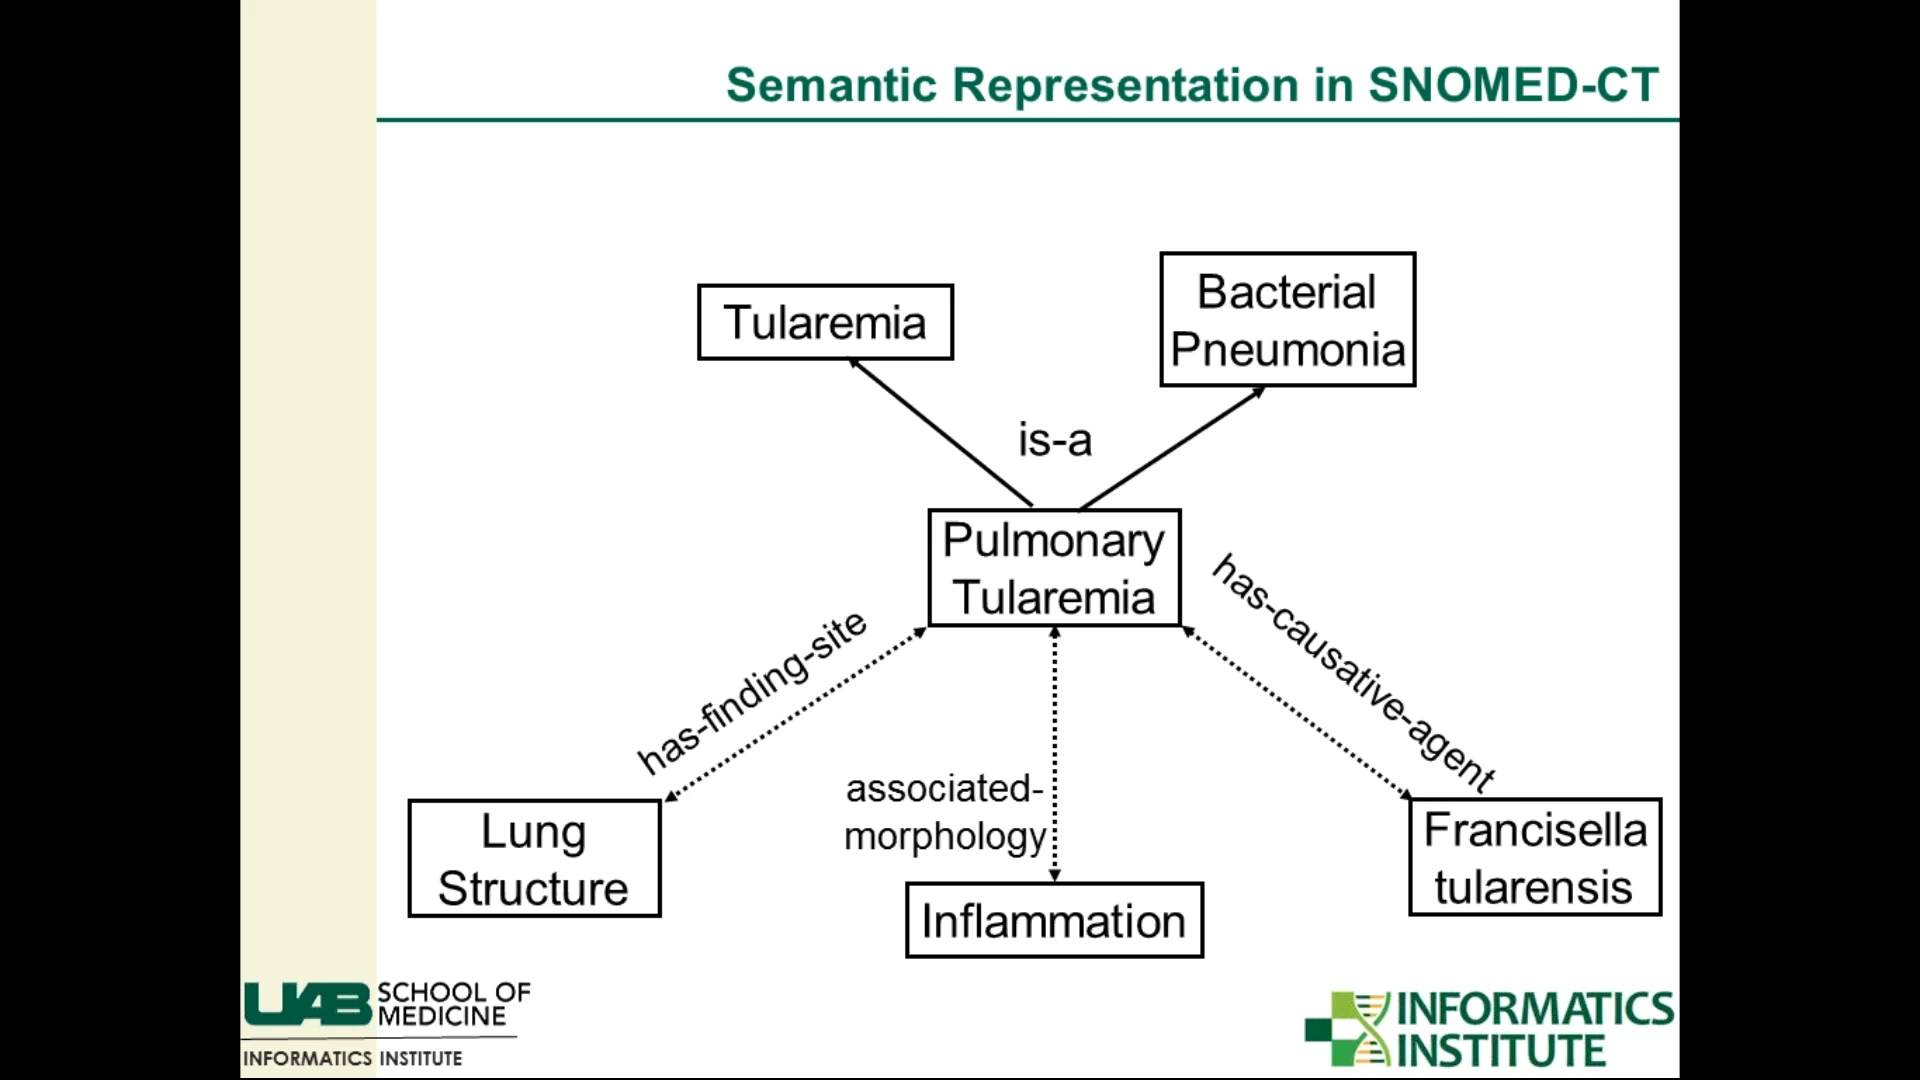 Semantic Representation in SNOMED-CT
Tularemia
Bacterial
Pneumonia
is-a
Pulmonary
Tularemia
has-finding-site
associated-
morphology
has-causative-agent
Lung
Structure
Inflammation
Francisella
tularensis
UAB SCHOOL OF
MEDICINE
INFORMATICS INSTITUTE
INFORMATICS
INSTITUTE